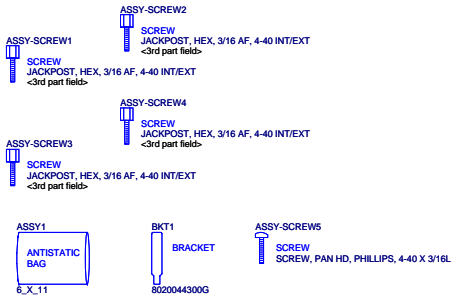 ASSY-SCREW2
SCREW
JACKPOST, HEX, 3/16 AF, 4-40 INT/EXT
<3rd part field>
ASSY-SCREW1
SCREW
JACKPOST, HEX, 3/16 AF, 4-40 INT/EXT
<3rd part field>
ASSY-SCREW4
SCREW
JACKPOST, HEX, 3/16 AF, 4-40 INT/EXT
<3rd part field>
ASSY-SCREW3
SCREW
JACKPOST, HEX, 3/16 AF, 4-40 INT/EXT
<3rd part field>
ASSY1
ANTISTATIC
BAG
6_X_11
BKT1
BRACKET
8020044300G
ASSY-SCREW5
SCREW
SCREW, PAN HD, PHILLIPS, 4-40 X 3/16L